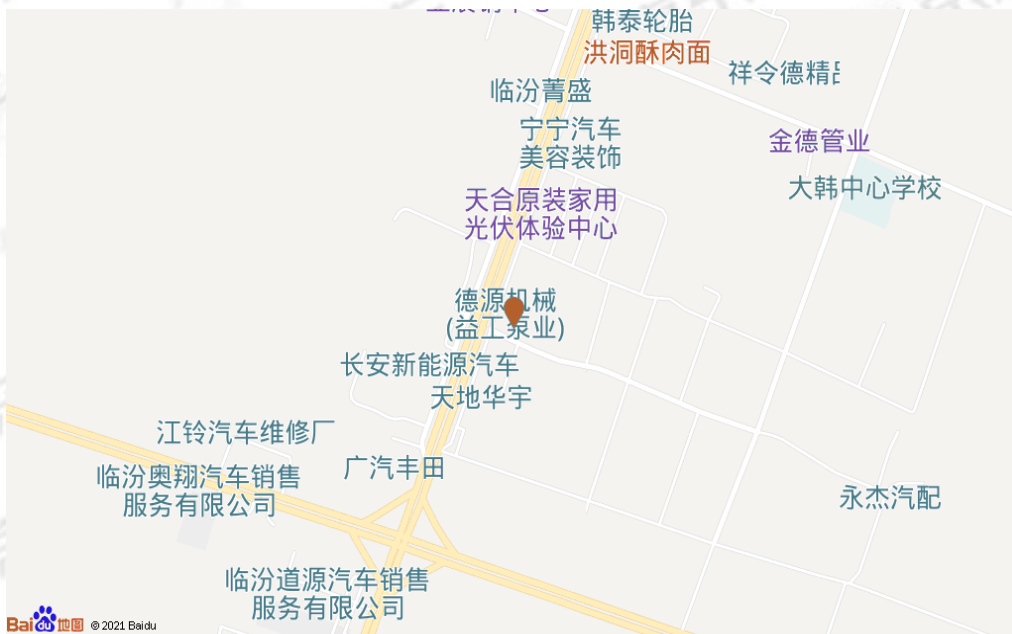 韩泰轮胎
洪洞酥肉面
祥令德精品
临汾菁盛
宁宁汽车
美容装饰
金德管业
大韩中心学校
天合原装家用
光伏体验中心
德源机械
(益工泵业)
长安新能源汽车
天地华宇
江铃汽车维修厂
广汽丰田
临汾奥翔汽车销售
服务有限公司
永杰汽配
临汾道源汽车销售
服务有限公司
Bai du 地图 © 2021 Baidu